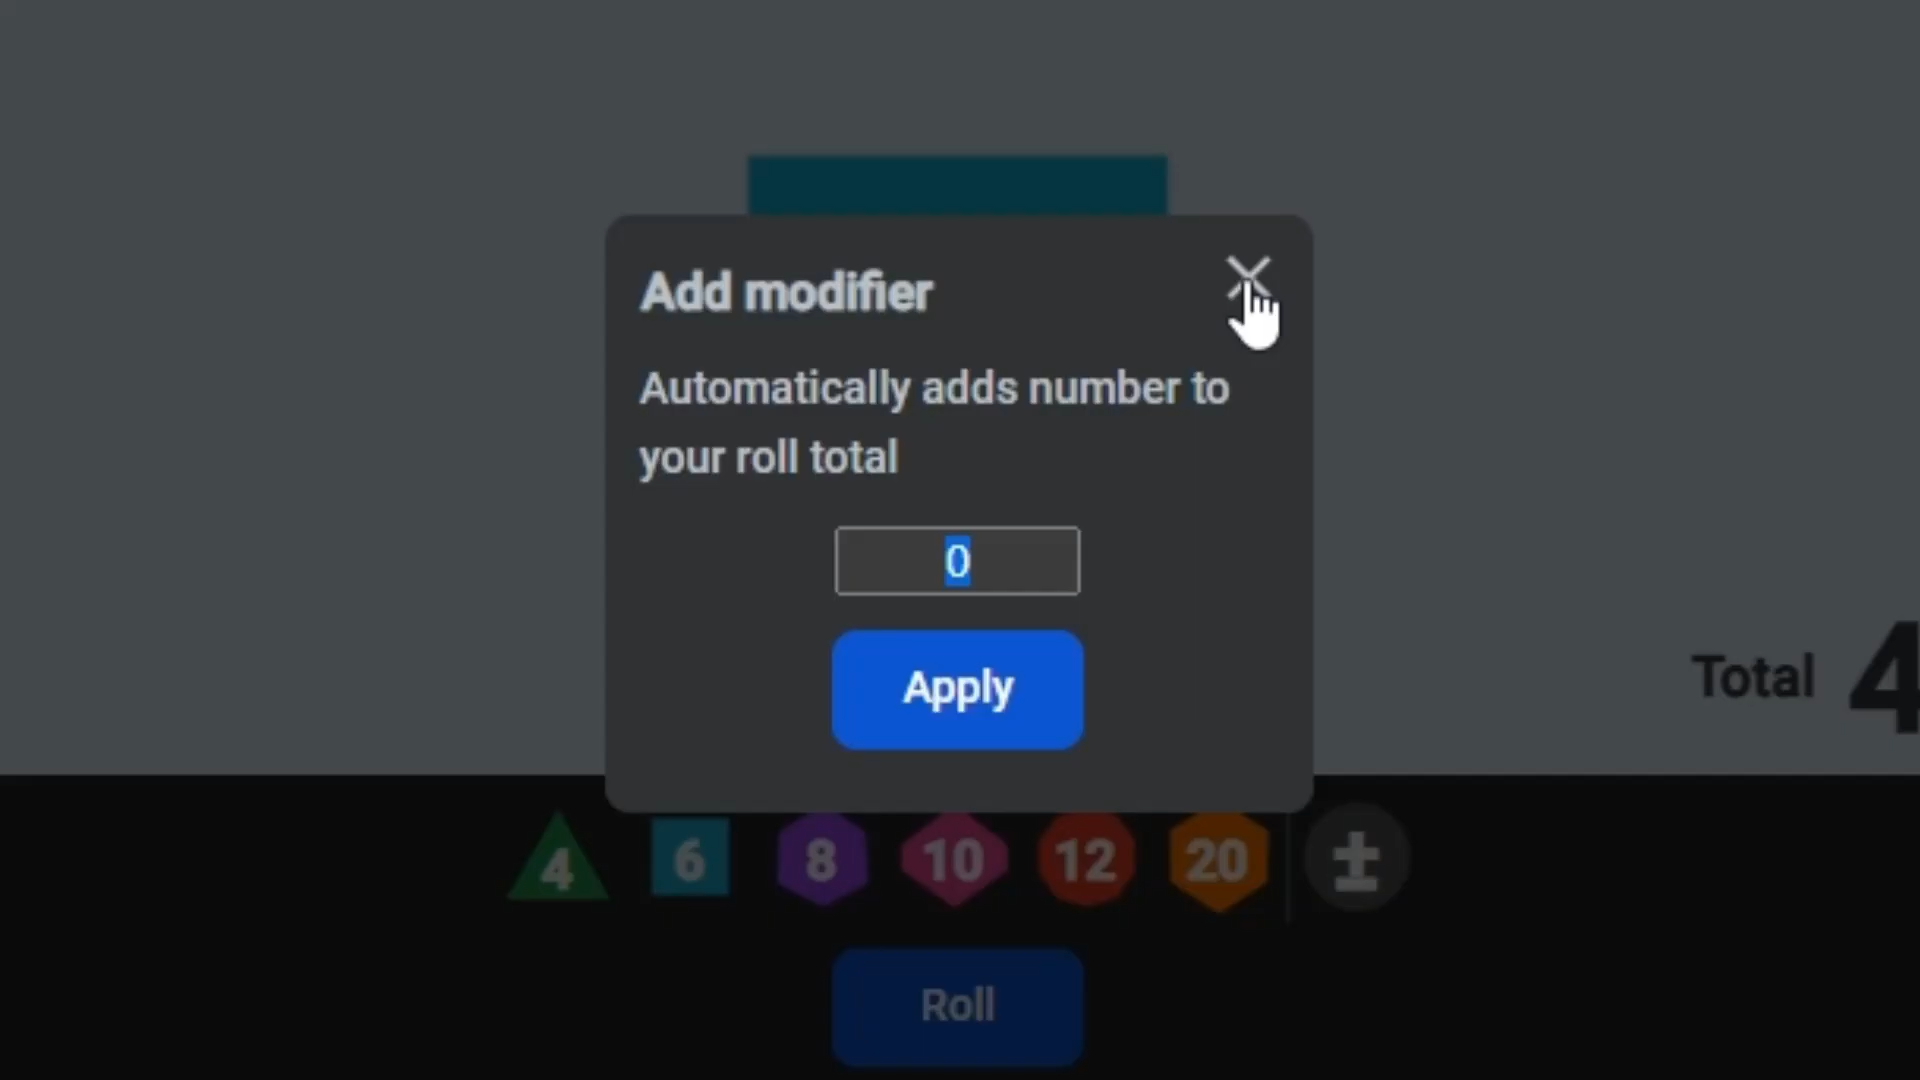 Add modifier
Automatically adds number to
your roll total
0
Apply
Total 4
4 6 8 10 12 20 ±
Roll